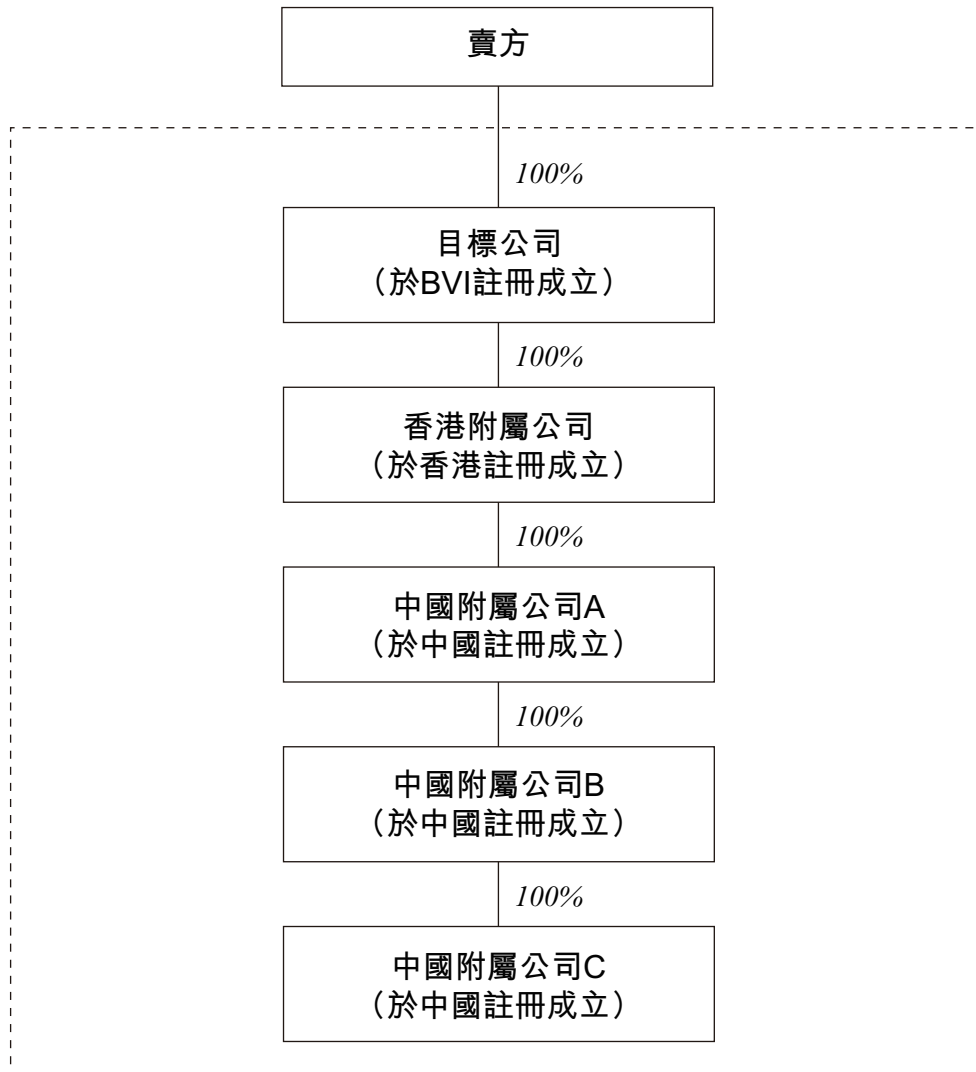 賣方
100%
目標公司
（於BVI註冊成立）
100%
香港附屬公司
（於香港註冊成立）
100%
中國附屬公司A
（於中國註冊成立）
100%
中國附屬公司B
（於中國註冊成立）
100%
中國附屬公司C
（於中國註冊成立）